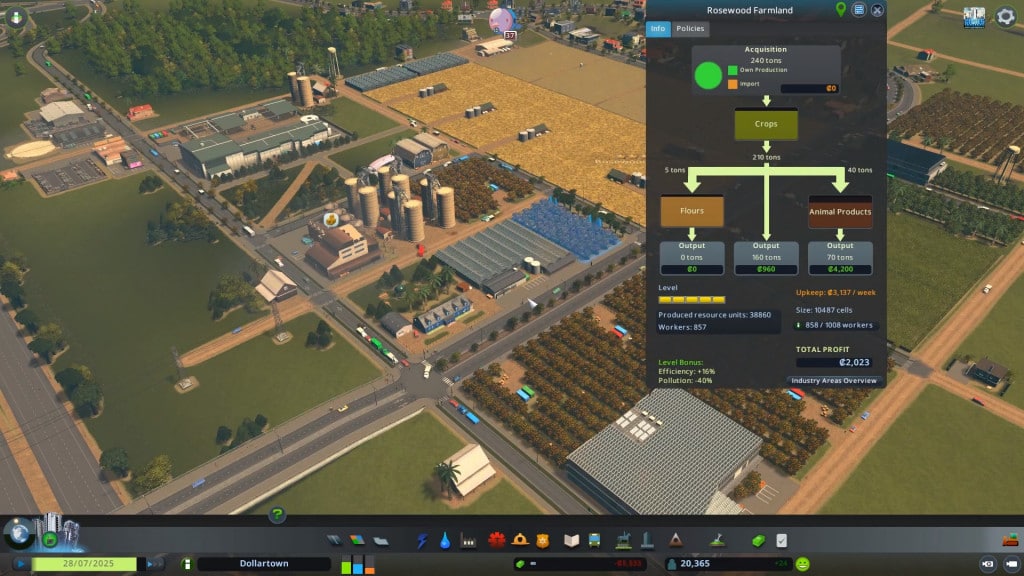 Rosewood Farmland
Info
Policies
Acquisition
240 tons
Own Production
Import
₡0
Crops
210 tons
5 tons
40 tons
Flours
Animal Products
Output
0 tons
₡0
Output
160 tons
₡960
Output
70 tons
₡4,200
Level
Upkeep: ₡3,137 / week
Produced resource units: 38860
Workers: 857
Size: 10487 cells
858 / 1008 workers
TOTAL PROFIT
₡2,023
Level Bonus:
Efficiency: +16%
Pollution: -40%
Industry Areas Overview
37
?
28/07/2025
Dollartown
∞
20,365
+24